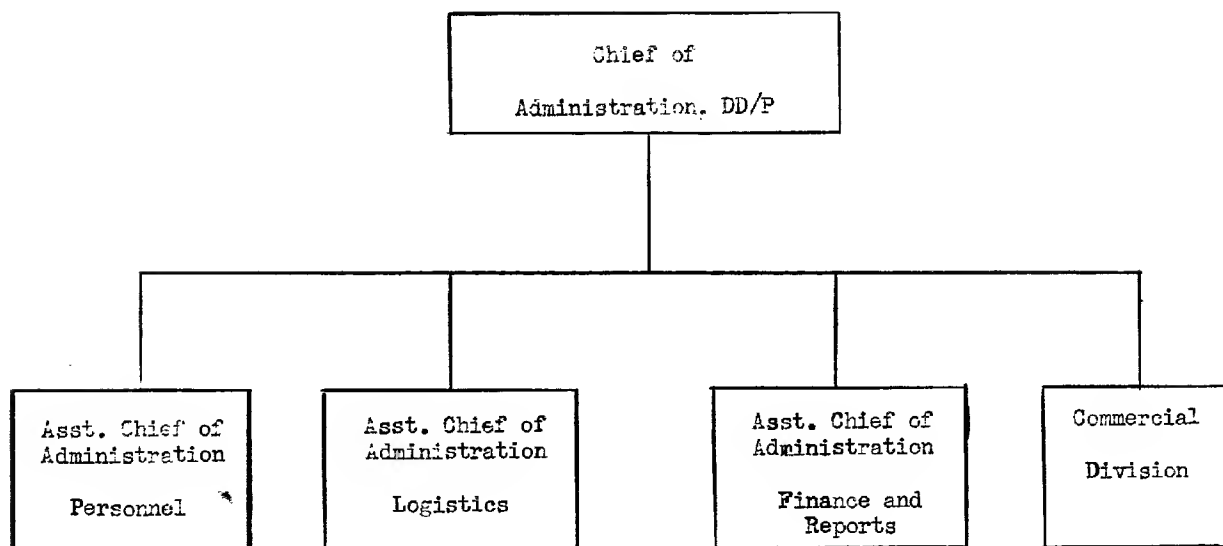 Chief of
Administration. DD/P
Asst. Chief of
Administration
Personnel
Asst. Chief of
Administration
Logistics
Asst. Chief of
Administration
Finance and
Reports
Commercial
Division